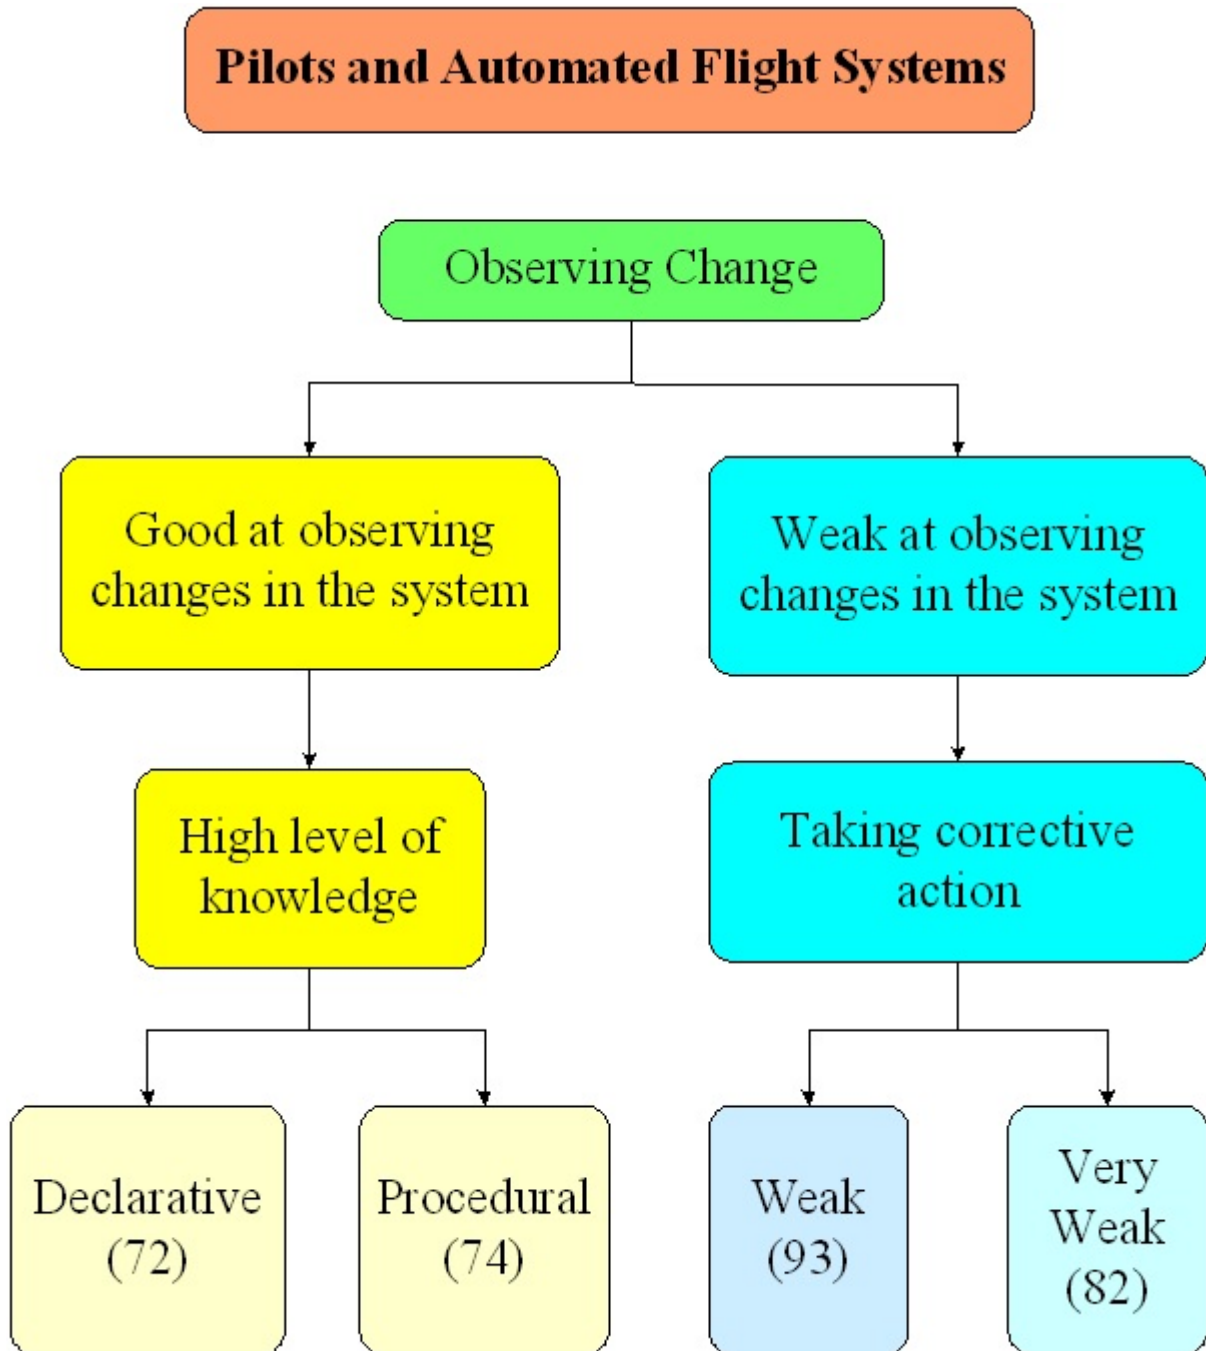 Pilots and Automated Flight Systems
Observing Change
Good at observing
changes in the system
Weak at observing
changes in the system
High level of
knowledge
Taking corrective
action
Declarative
(72)
Procedural
(74)
Weak
(93)
Very
Weak
(82)